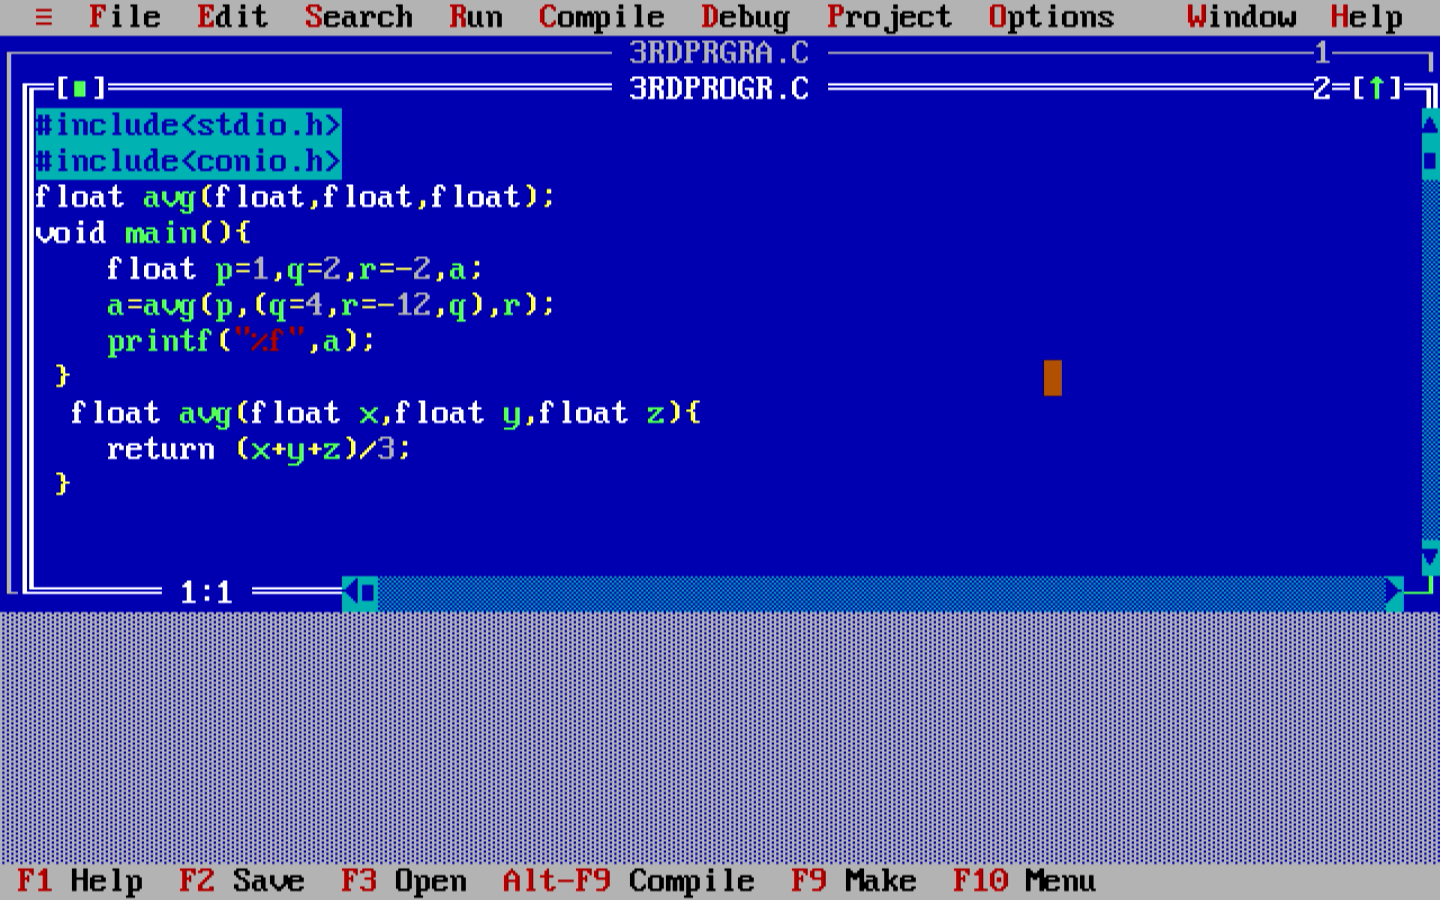 ≡ File Edit Search Run Compile Debug Project Options Window Help
3RDPRGRA.C 1
[■] 3RDPROGR.C 2=[↑]
#include<stdio.h>
#include<conio.h>
float avg(float,float,float);
void main(){
    float p=1,q=2,r=-2,a;
    a=avg(p,(q=4,r=-12,q),r);
    printf("%f",a);
 }
  float avg(float x,float y,float z){
    return (x+y+z)/3;
 }
1:1
F1 Help F2 Save F3 Open Alt-F9 Compile F9 Make F10 Menu